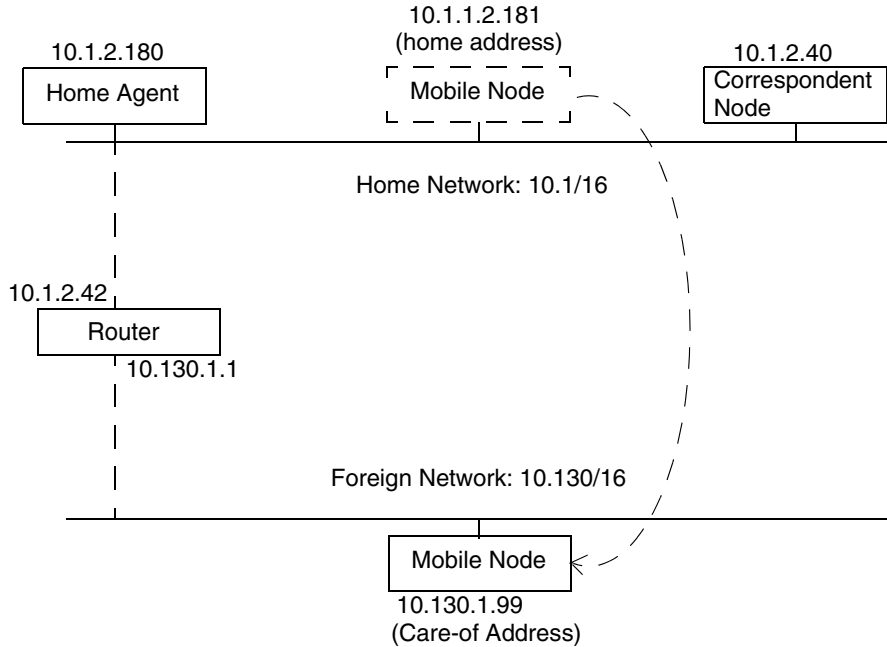 10.1.1.2.181
(home address)
10.1.2.180
Home Agent
Mobile Node
10.1.2.40
Correspondent
Node
Home Network: 10.1/16
10.1.2.42
Router
10.130.1.1
Foreign Network: 10.130/16
Mobile Node
10.130.1.99
(Care-of Address)